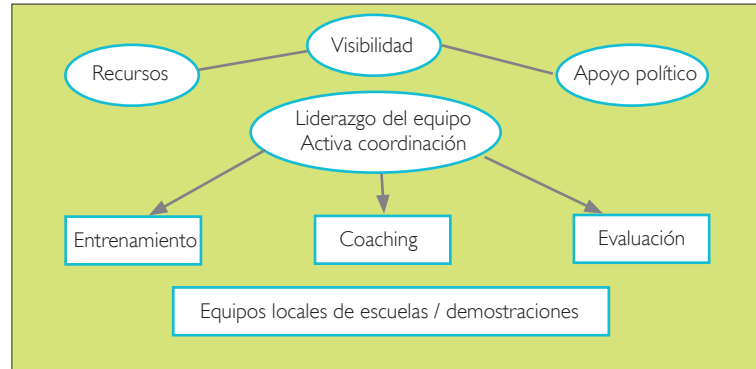 Visibilidad
Recursos
Apoyo político
Liderazgo del equipo
Activa coordinación
Entrenamiento
Coaching
Evaluación
Equipos locales de escuelas / demostraciones